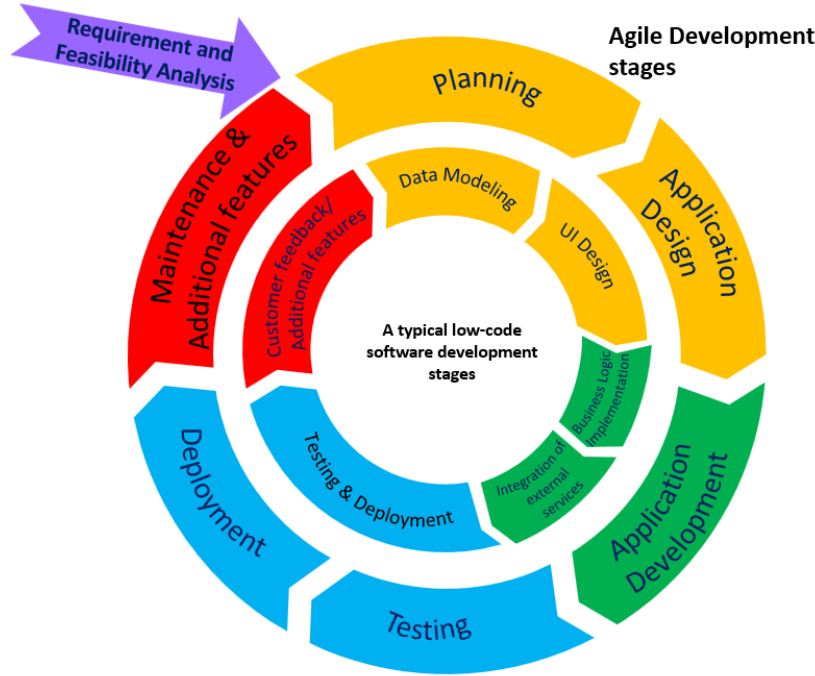 Requirement and
Feasibility Analysis
Agile Development
stages
Planning
Application
Design
Application
Development
Testing
Deployment
Maintenance &
Additional features
Data Modeling
UI Design
Business Logic
Implementation
Integration of
external
services
Testing & Deployment
Customer feedback/
Additional features
A typical low-code
software development
stages